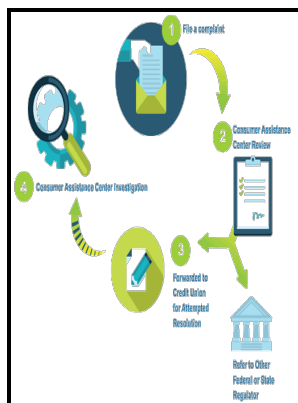 1 File a complaint
2 Consumer Assistance
Center Review
4 Consumer Assistance Center Investigation
3
Forwarded to
Credit Union
for Attempted
Resolution
Refer to Other
Federal or State
Regulator